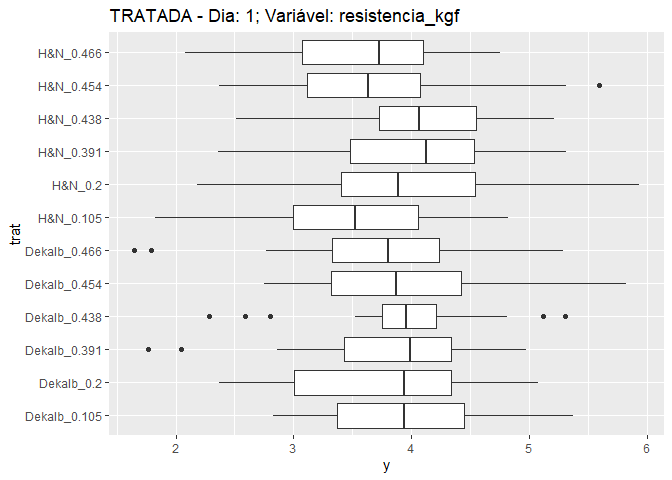 TRATADA - Dia: 1; Variável: resistencia_kgf
H&N_0.466
H&N_0.454
H&N_0.438
H&N_0.391
H&N_0.2
H&N_0.105
Dekalb_0.466
Dekalb_0.454
Dekalb_0.438
Dekalb_0.391
Dekalb_0.2
Dekalb_0.105
trat
2 3 4 5 6
y